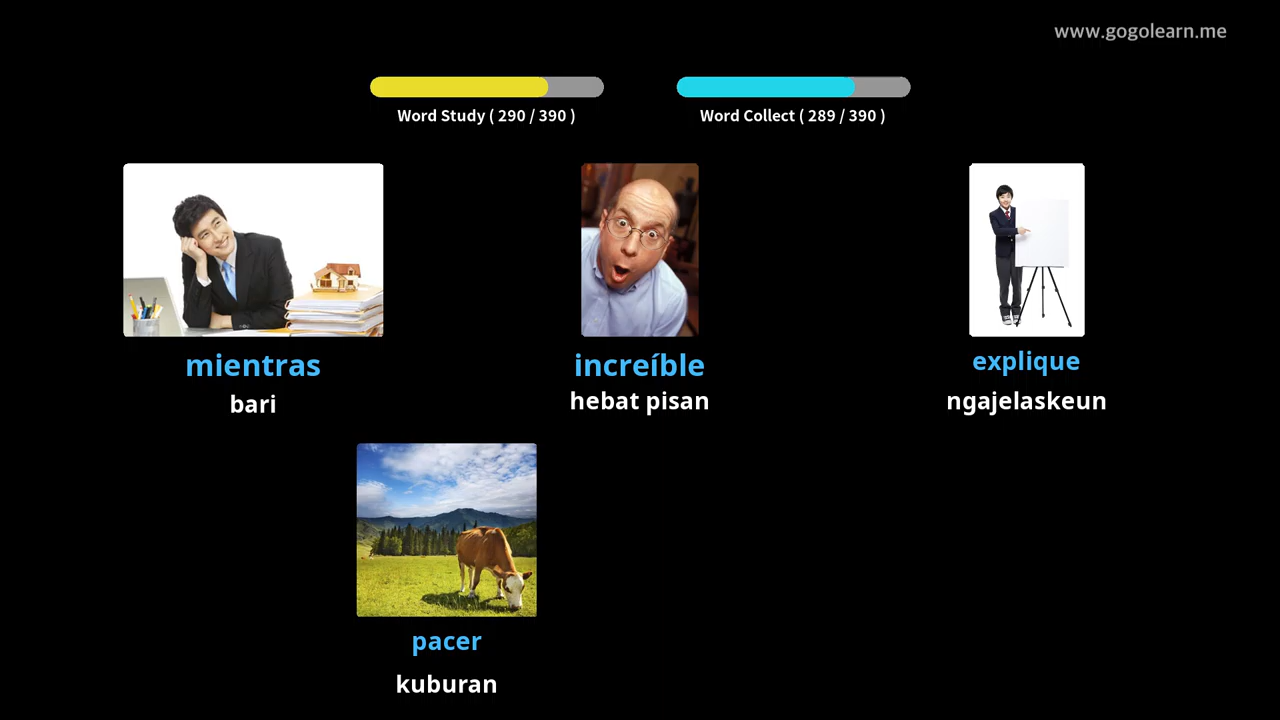 www.gogolearn.me
Word Study ( 290 / 390 )
Word Collect ( 289 / 390 )
mientras
bari
increíble
hebat pisan
explique
ngajelaskeun
pacer
kuburan